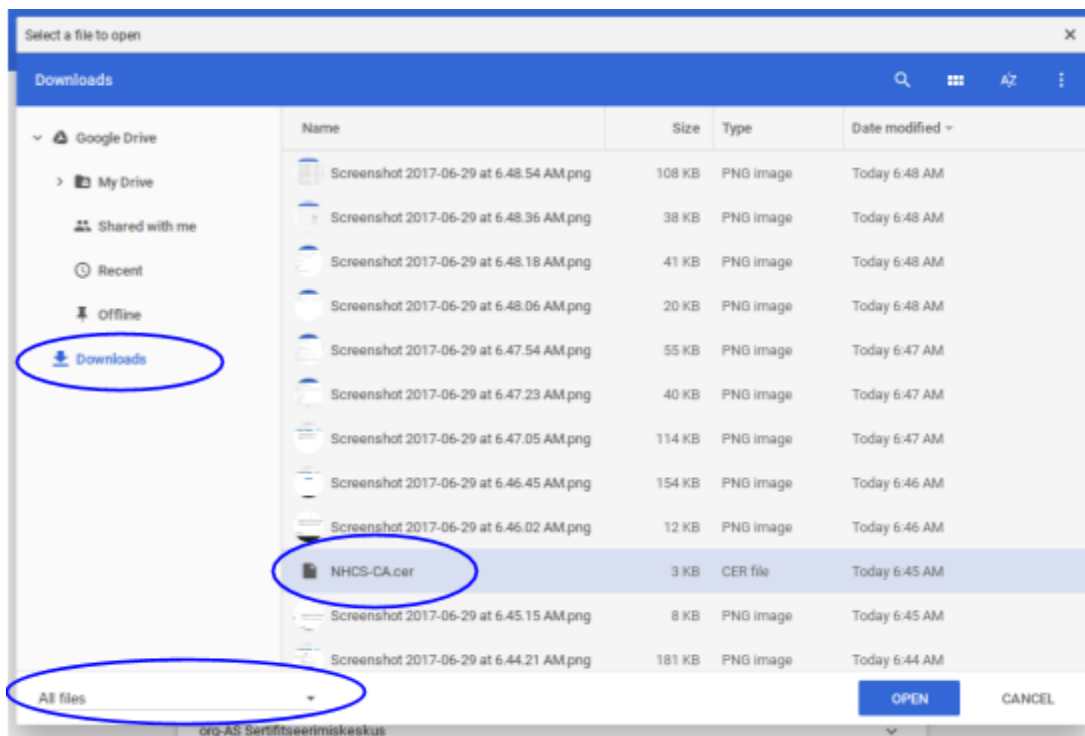 Select a file to open
Downloads
AZ
Google Drive
My Drive
Shared with me
Recent
Offline
Downloads
Name Size Type Date modified
Screenshot 2017-06-29 at 6.48.54 AM.png 108 KB PNG image Today 6:48 AM
Screenshot 2017-06-29 at 6.48.36 AM.png 38 KB PNG image Today 6:48 AM
Screenshot 2017-06-29 at 6.48.18 AM.png 41 KB PNG image Today 6:48 AM
Screenshot 2017-06-29 at 6.48.06 AM.png 20 KB PNG image Today 6:48 AM
Screenshot 2017-06-29 at 6.47.54 AM.png 55 KB PNG image Today 6:47 AM
Screenshot 2017-06-29 at 6.47.23 AM.png 40 KB PNG image Today 6:47 AM
Screenshot 2017-06-29 at 6.47.05 AM.png 114 KB PNG image Today 6:47 AM
Screenshot 2017-06-29 at 6.46.45 AM.png 154 KB PNG image Today 6:46 AM
Screenshot 2017-06-29 at 6.46.02 AM.png 12 KB PNG image Today 6:46 AM
NHCS-CA.cer 3 KB CER file Today 6:45 AM
Screenshot 2017-06-29 at 6.45.15 AM.png 8 KB PNG image Today 6:45 AM
Screenshot 2017-06-29 at 6.44.21 AM.png 181 KB PNG image Today 6:44 AM
All files
OPEN CANCEL
org-AS Sertifitseerimiskeskus